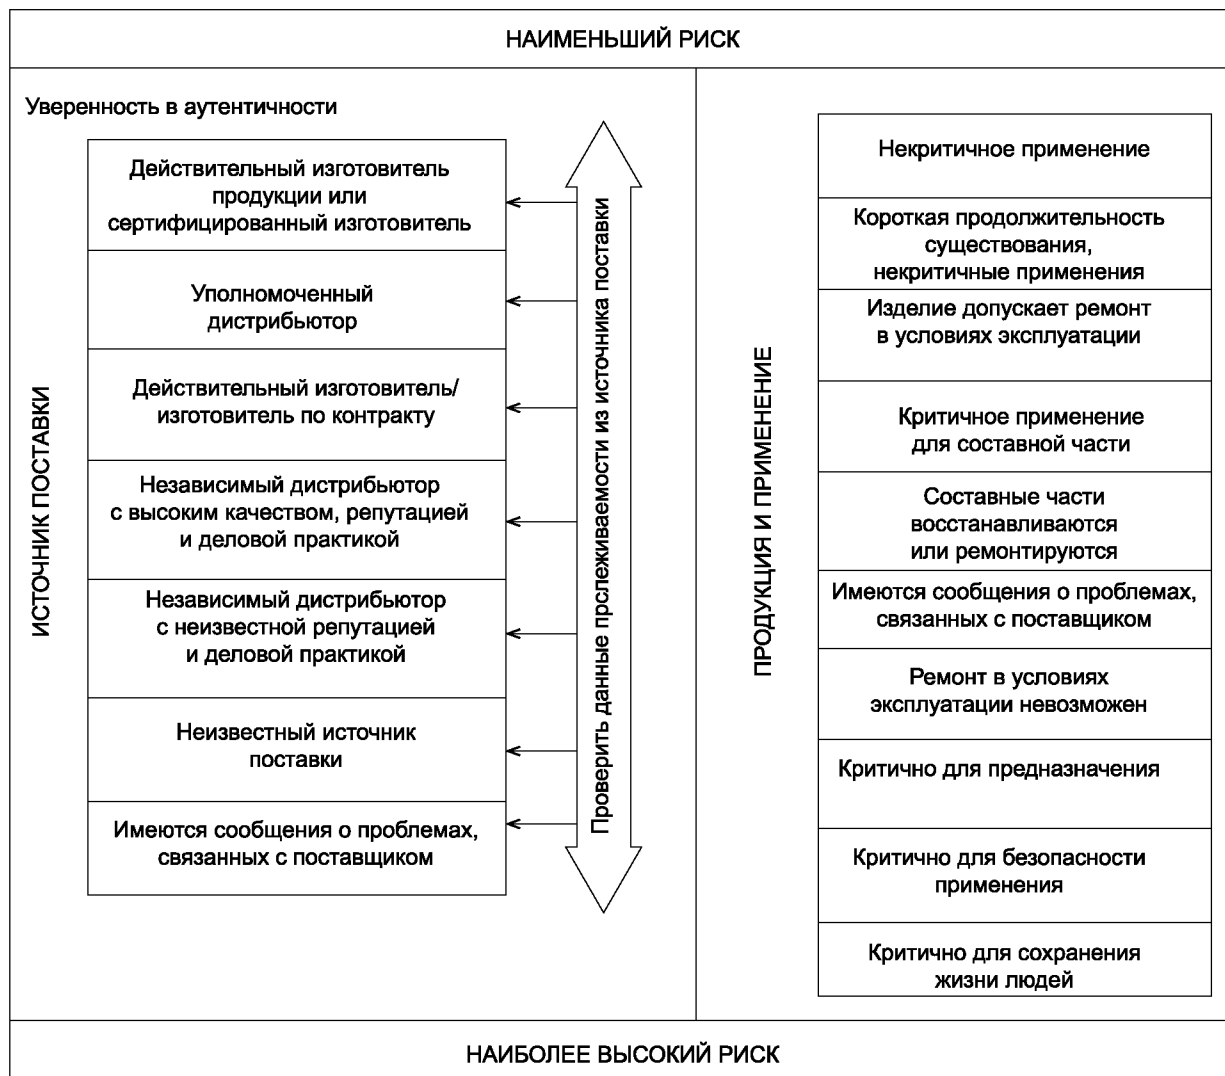 НАИМЕНЬШИЙ РИСК
Уверенность в аутентичности
ИСТОЧНИК ПОСТАВКИ
Действительный изготовитель
продукции или
сертифицированный изготовитель
Уполномоченный
дистрибьютор
Действительный изготовитель/
изготовитель по контракту
Независимый дистрибьютор
с высоким качеством, репутацией
и деловой практикой
Независимый дистрибьютор
с неизвестной репутацией
и деловой практикой
Неизвестный источник
поставки
Имеются сообщения о проблемах,
связанных с поставщиком
Проверить данные прслеживаемости из источника поставки
ПРОДУКЦИЯ И ПРИМЕНЕНИЕ
Некритичное применение
Короткая продолжительность
существования,
некритичные применения
Изделие допускает ремонт
в условиях эксплуатации
Критичное применение
для составной части
Составные части
восстанавливаются
или ремонтируются
Имеются сообщения о проблемах,
связанных с поставщиком
Ремонт в условиях
эксплуатации невозможен
Критично для предназначения
Критично для безопасности
применения
Критично для сохранения
жизни людей
НАИБОЛЕЕ ВЫСОКИЙ РИСК